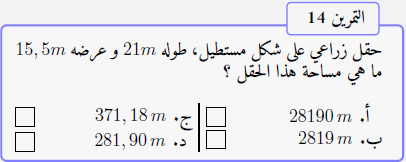 التمرين 14
حقل زراعي على شكل مستطيل، طوله 21m و عرضه 15,5m
ما هي مساحة هذا الحقل ؟
أ. 28190 m ج. 371,18 m
ب. 2819 m د. 281,90 m